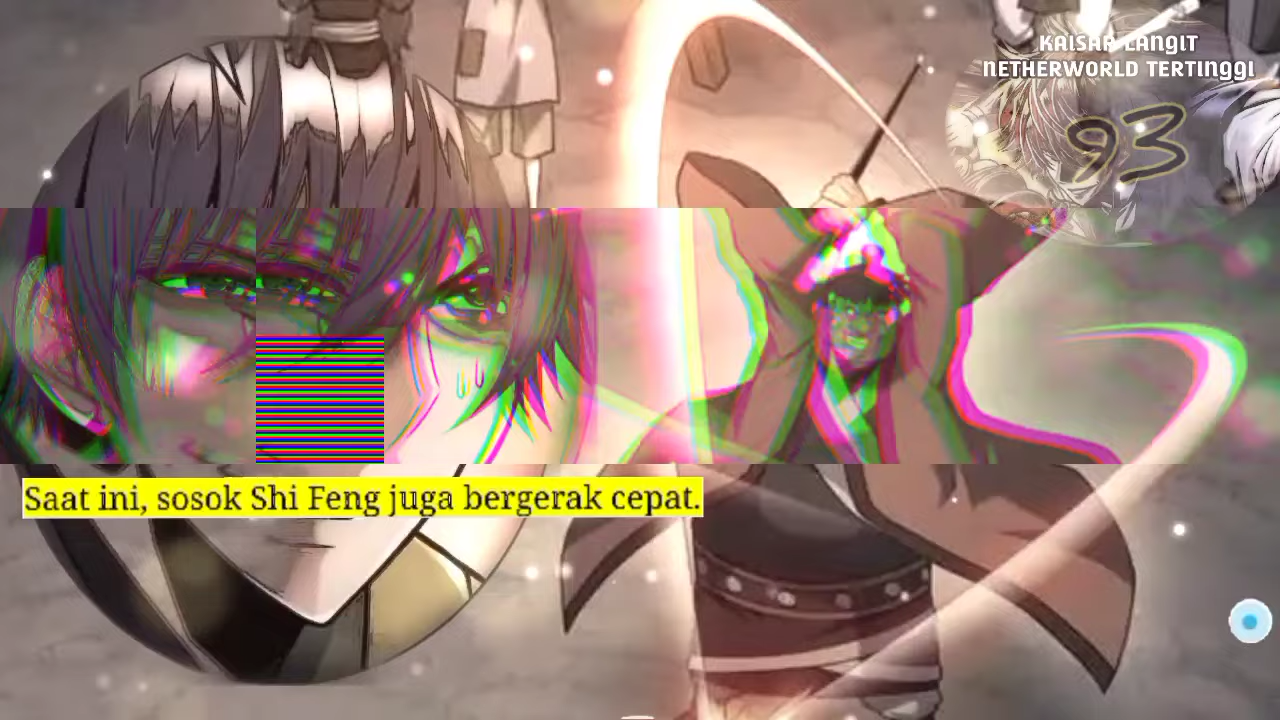 KAISAR LANGIT
NETHERWORLD TERTINGGI
93
Saat ini, sosok Shi Feng juga bergerak cepat.